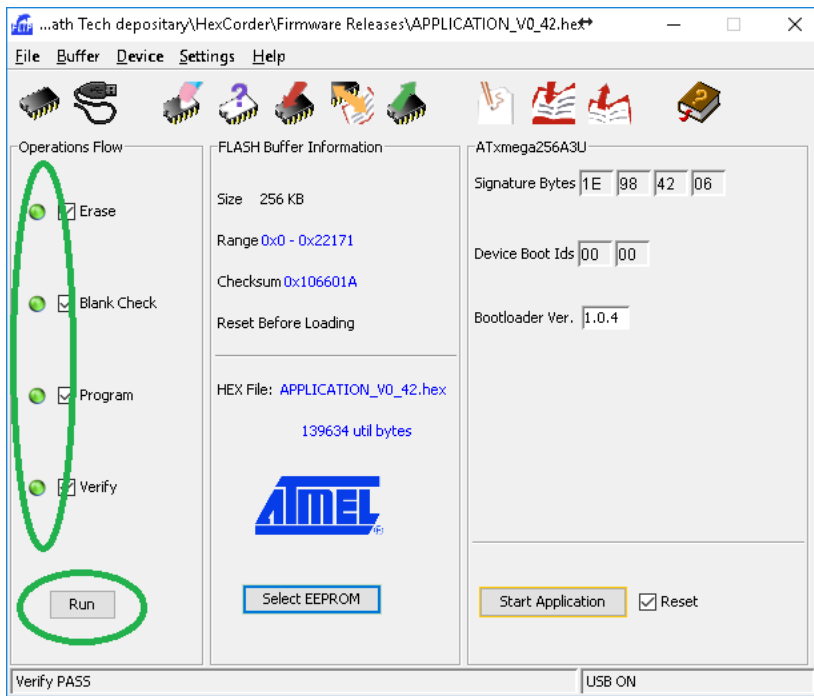 ...ath Tech depositary\HexCorder\Firmware Releases\APPLICATION_V0_42.hex
File Buffer Device Settings Help
Operations Flow
Erase
Blank Check
Program
Verify
Run
FLASH Buffer Information
Size 256 KB
Range 0x0 - 0x22171
Checksum 0x106601A
Reset Before Loading
HEX File: APPLICATION_V0_42.hex
139634 util bytes
ATMEL
Select EEPROM
ATxmega256A3U
Signature Bytes 1E 98 42 06
Device Boot Ids 00 00
Bootloader Ver. 1.0.4
Start Application Reset
Verify PASS USB ON